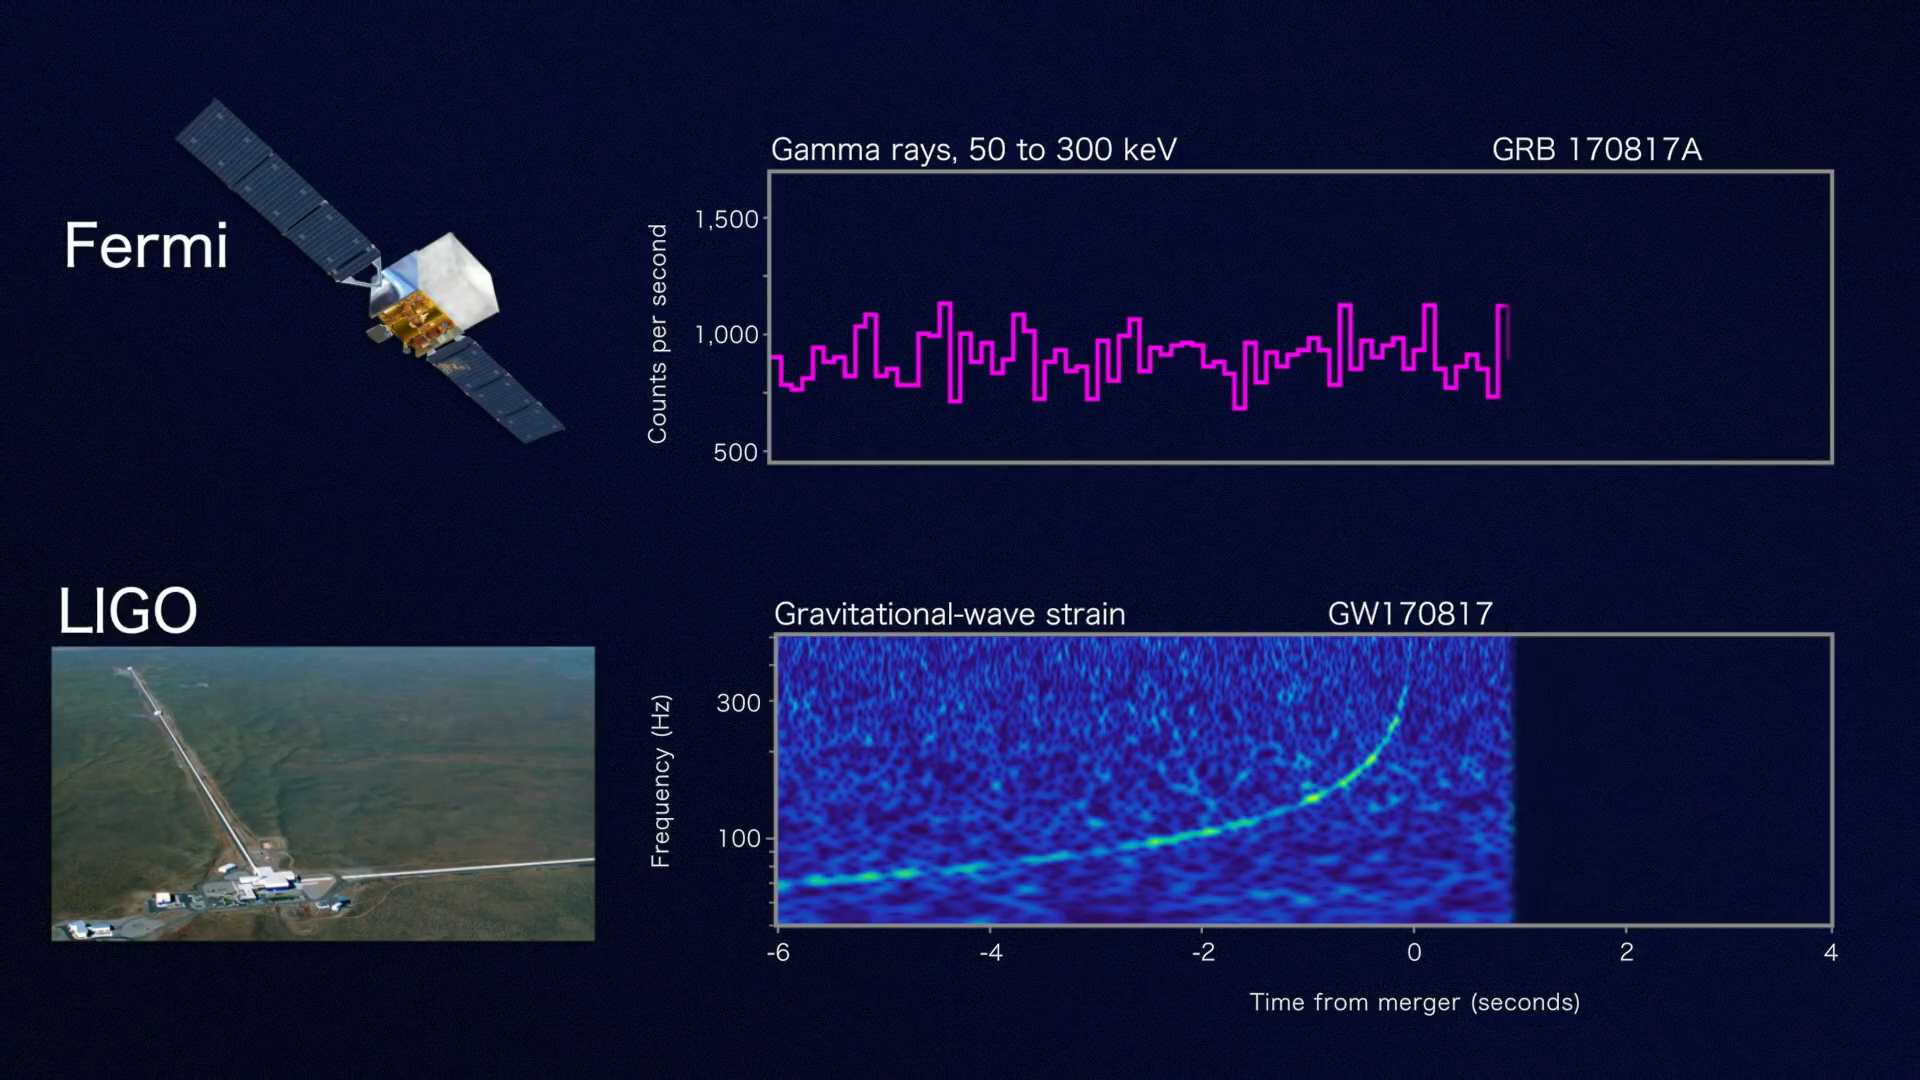 Fermi
Gamma rays, 50 to 300 keV
GRB 170817A
Counts per second
1,500
1,000
500
LIGO
Gravitational-wave strain
GW170817
Frequency (Hz)
300
100
-6
-4
-2
0
2
4
Time from merger (seconds)